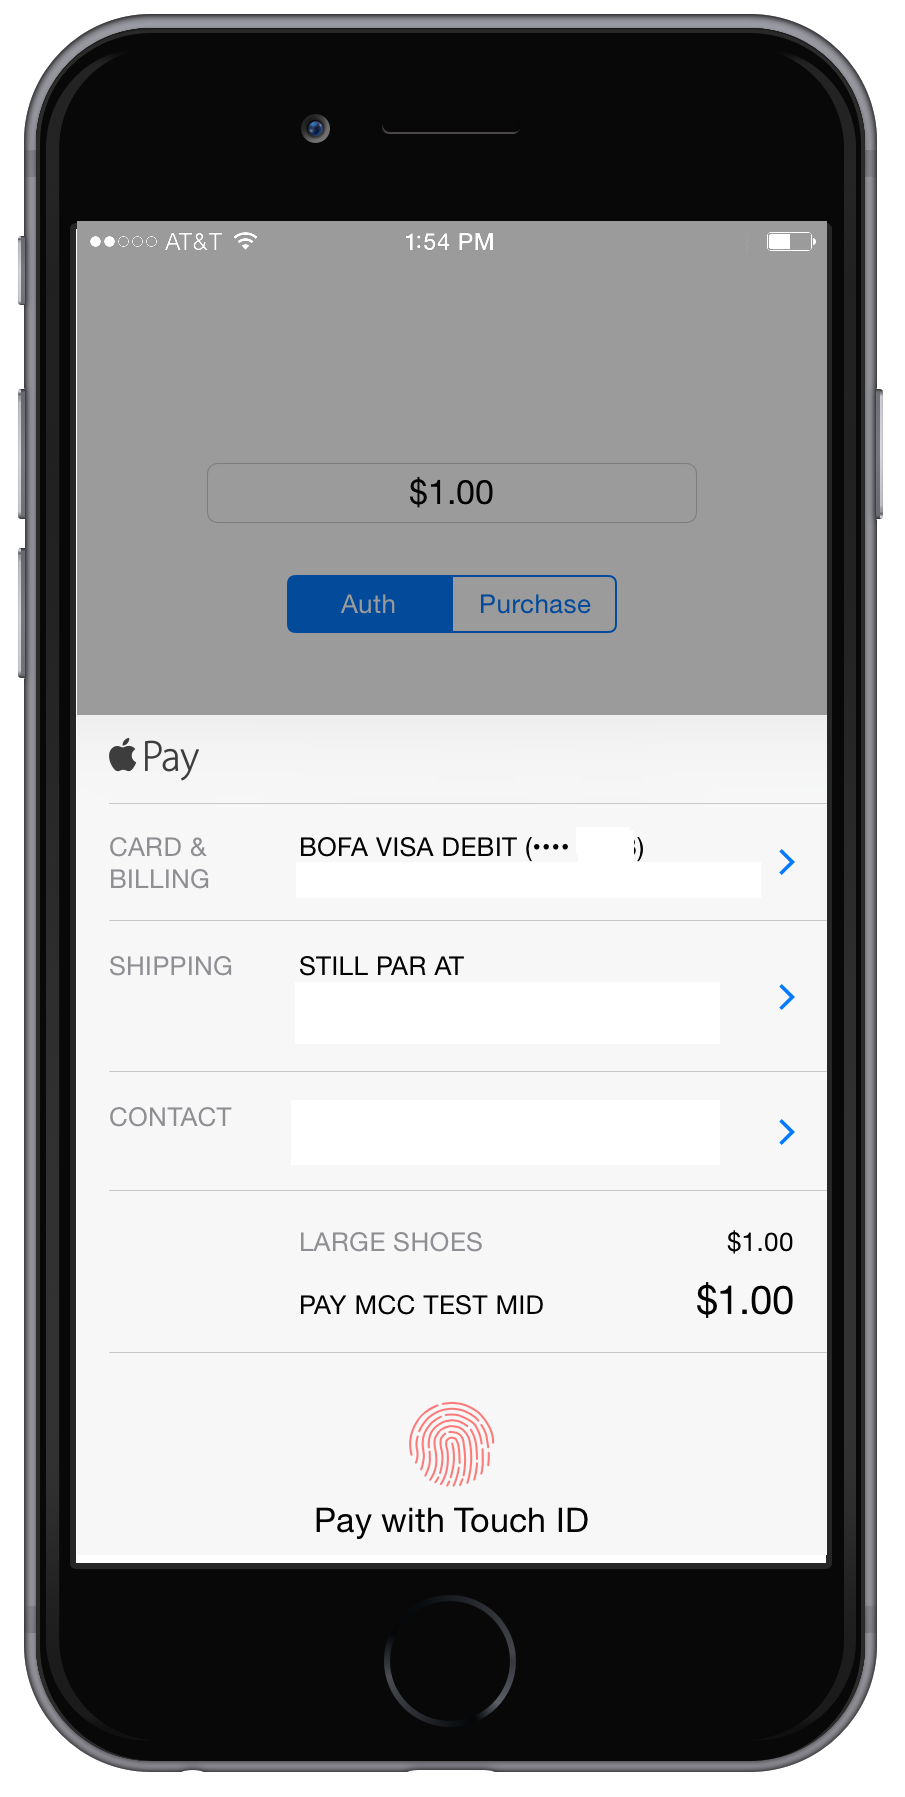 AT&T 1:54 PM
$1.00
Auth Purchase
Pay
CARD & BILLING
BOFA VISA DEBIT (•••• )
SHIPPING STILL PAR AT
CONTACT
LARGE SHOES $1.00
PAY MCC TEST MID $1.00
Pay with Touch ID